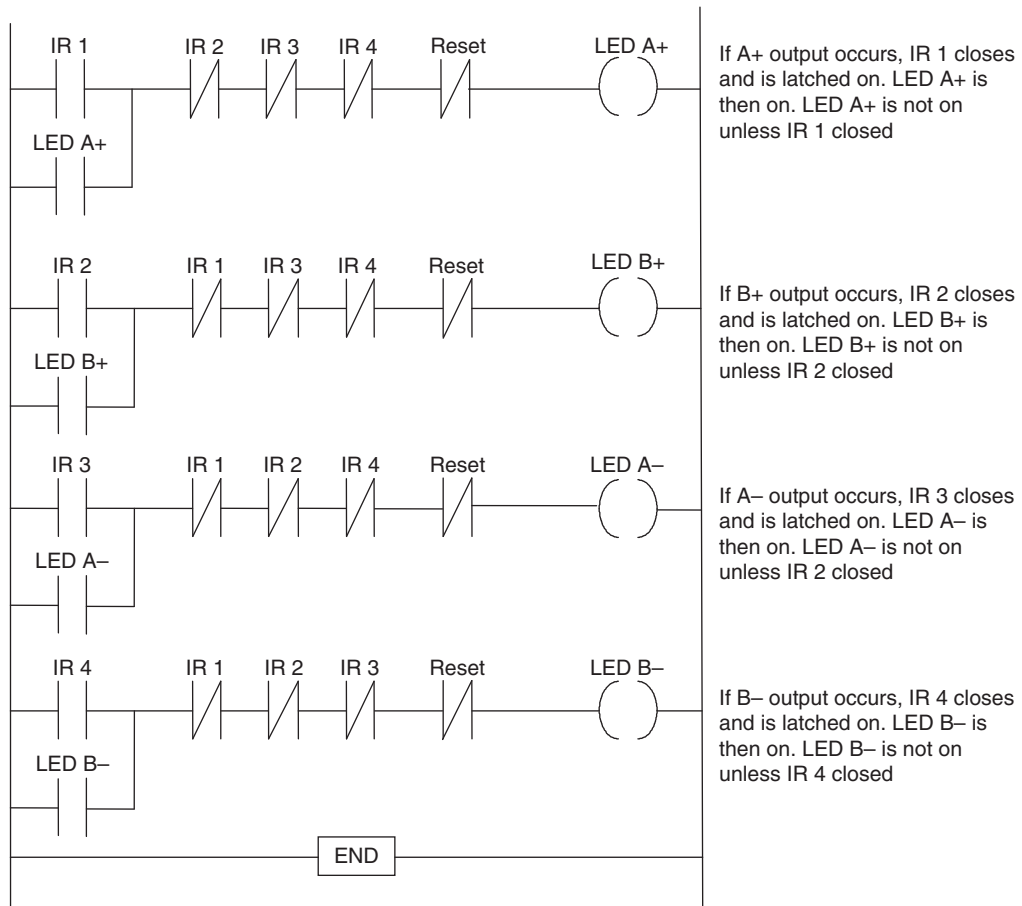 IR 1 IR 2 IR 3 IR 4 Reset LED A+
LED A+
If A+ output occurs, IR 1 closes
and is latched on. LED A+ is
then on. LED A+ is not on
unless IR 1 closed
IR 2 IR 1 IR 3 IR 4 Reset LED B+
LED B+
If B+ output occurs, IR 2 closes
and is latched on. LED B+ is
then on. LED B+ is not on
unless IR 2 closed
IR 3 IR 1 IR 2 IR 4 Reset LED A–
LED A–
If A– output occurs, IR 3 closes
and is latched on. LED A– is
then on. LED A– is not on
unless IR 2 closed
IR 4 IR 1 IR 2 IR 3 Reset LED B–
LED B–
If B– output occurs, IR 4 closes
and is latched on. LED B– is
then on. LED B– is not on
unless IR 4 closed
END